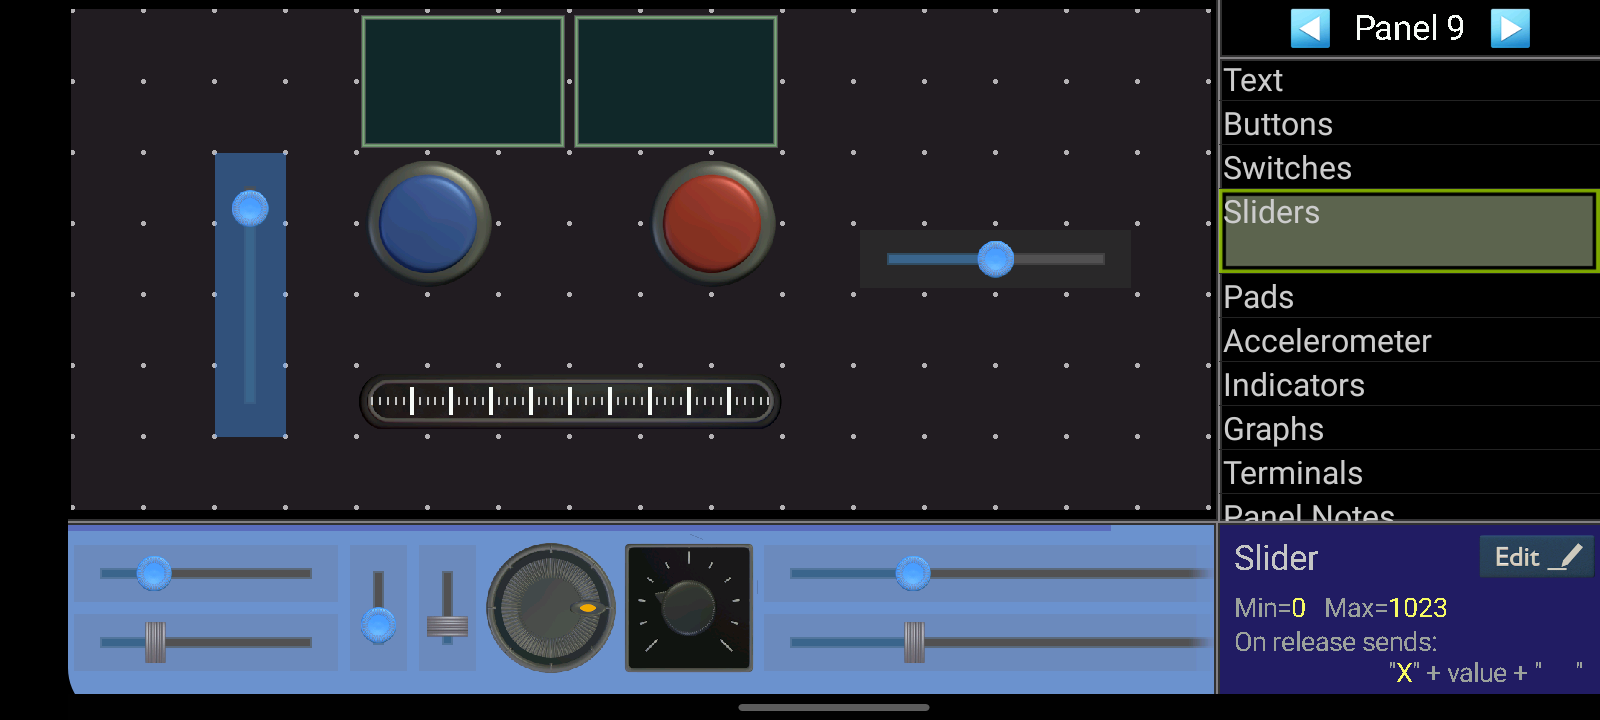 Panel 9
Text
Buttons
Switches
Sliders
Pads
Accelerometer
Indicators
Graphs
Terminals
Panel Notes
Slider
Edit
Min=0 Max=1023
On release sends:
"X" + value + " "